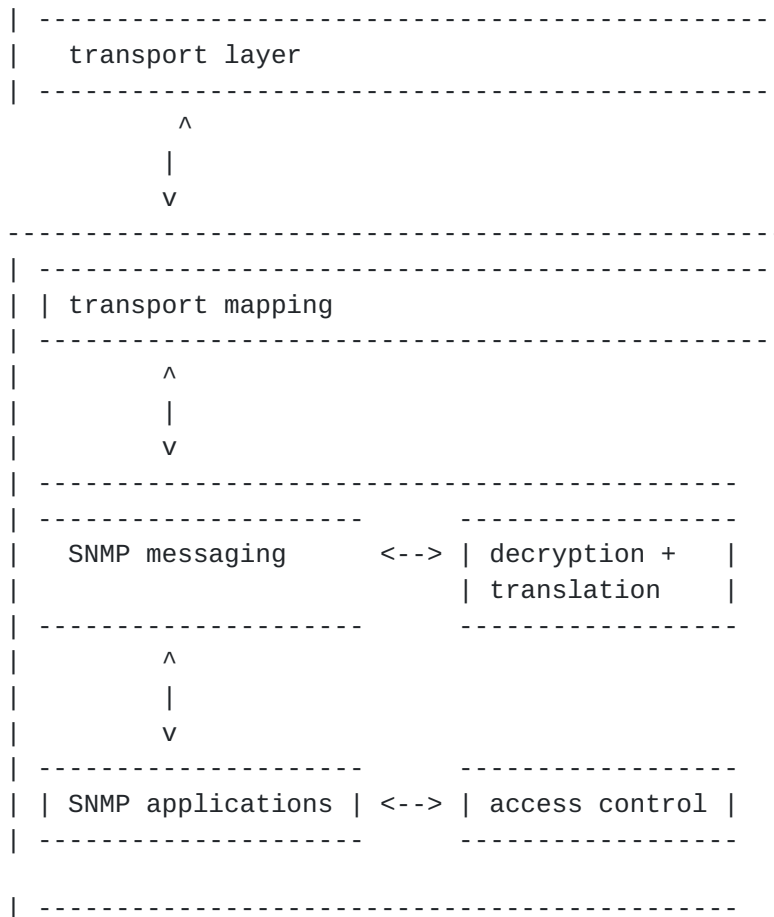 | -----------------------------------------------
|   transport layer
| -----------------------------------------------
           ^
          |
          v
-------------------------------------------------
| -----------------------------------------------
| | transport mapping
| -----------------------------------------------
|         ^
|         |
|         v
| ---------------------------------------------
| ---------------------      ------------------
|   SNMP messaging      <--> | decryption +   |
|                            | translation    |
| ---------------------      ------------------
|         ^
|         |
|         v
| ---------------------      ------------------
| | SNMP applications | <--> | access control |
| ---------------------      ------------------
| ---------------------------------------------